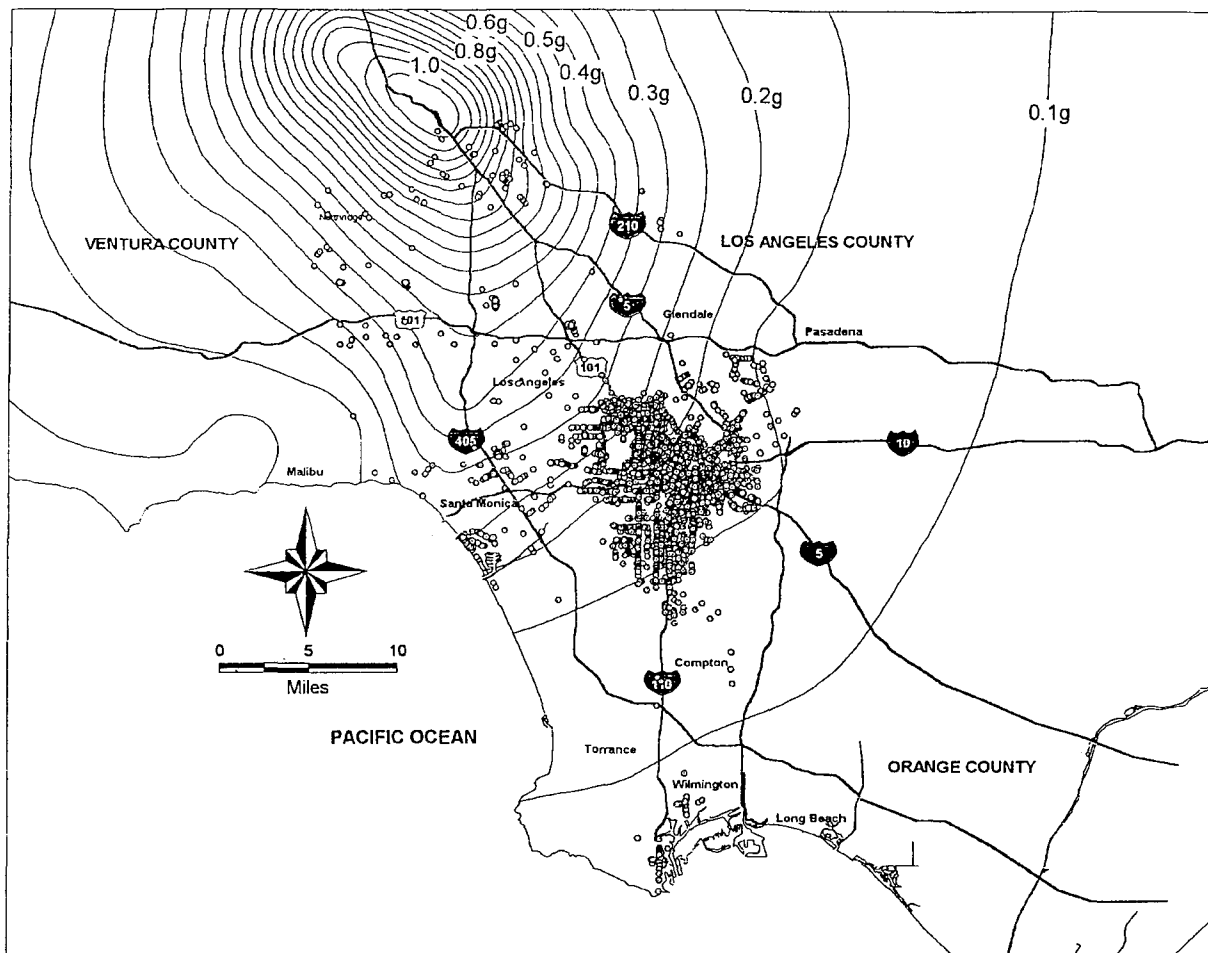 0.6g
0.5g
0.8g
0.4g
1.0
0.3g
0.2g
0.1g
Northridge
210
VENTURA COUNTY
LOS ANGELES COUNTY
5
Glendale
101
Pasadena
101
Los Angeles
405
10
Malibu
Santa Monica
5
0 5 10
Miles
Compton
110
PACIFIC OCEAN
Torrance
ORANGE COUNTY
Wilmington
Long Beach